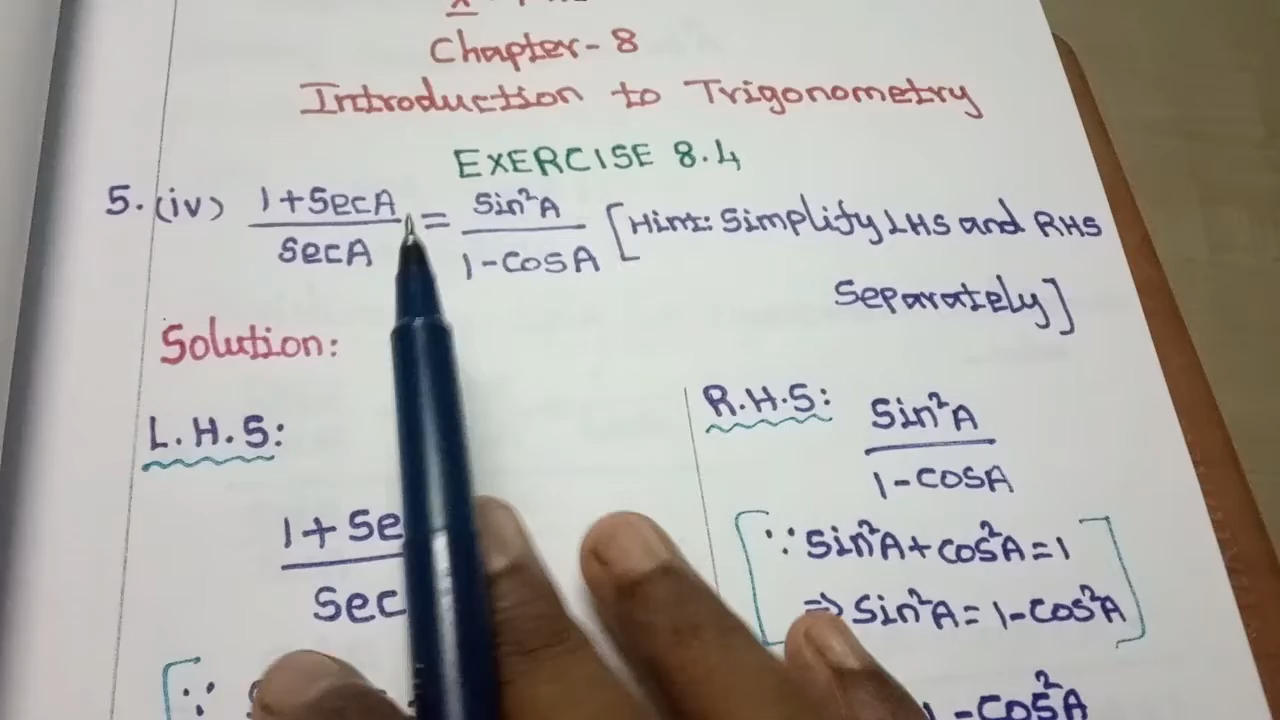 Chapter-8
Introduction to Trigonometry
EXERCISE 8.4
5.(iv) 1+SecA / SecA = Sin²A / 1-COSA [Hint: Simplify LHS and RHS
Separately]
Solution:
L.H.S:
1+Se
Sec
R.H.S: Sin²A / 1-COSA
[∵ Sin²A+COS²A=1
⇒ Sin²A = 1-COS²A]
1-COS²A
[∵